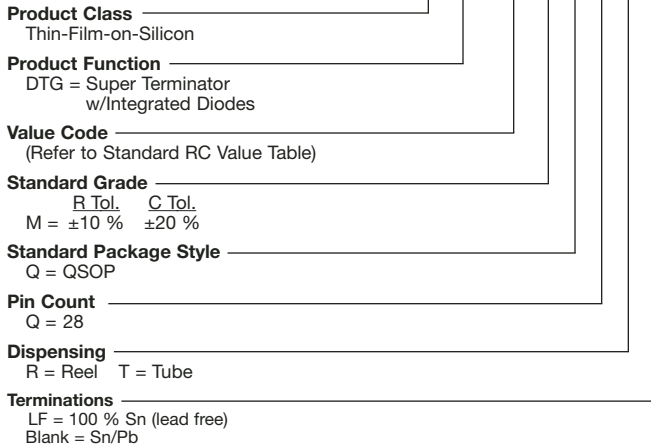 Product Class
Thin-Film-on-Silicon
Product Function
DTG = Super Terminator
w/Integrated Diodes
Value Code
(Refer to Standard RC Value Table)
Standard Grade
R Tol. C Tol.
M = ±10 % ±20 %
Standard Package Style
Q = QSOP
Pin Count
Q = 28
Dispensing
R = Reel T = Tube
Terminations
LF = 100 % Sn (lead free)
Blank = Sn/Pb